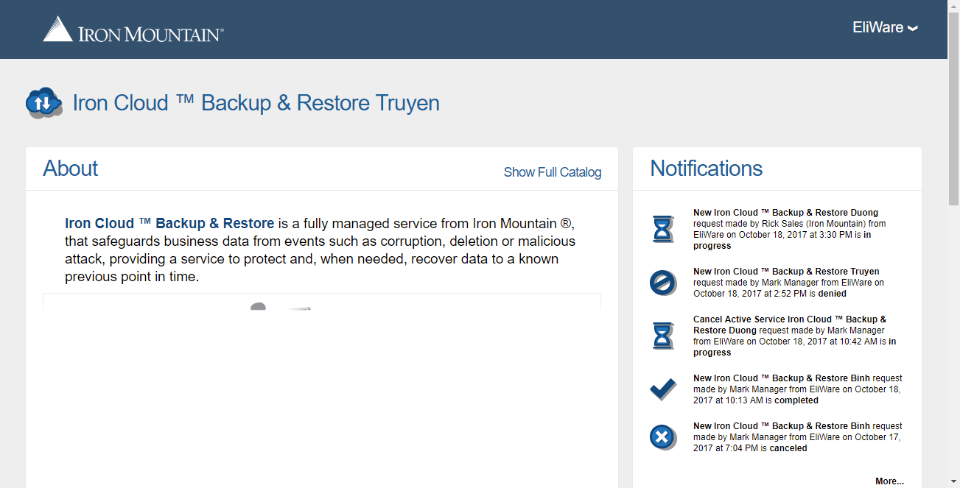 IRON MOUNTAIN®
EliWare
Iron Cloud ™ Backup & Restore Truyen
About
Show Full Catalog
Iron Cloud ™ Backup & Restore is a fully managed service from Iron Mountain ®,
that safeguards business data from events such as corruption, deletion or malicious
attack, providing a service to protect and, when needed, recover data to a known
previous point in time.
Notifications
New Iron Cloud ™ Backup & Restore Duong
request made by Rick Sales (Iron Mountain) from
EliWare on October 18, 2017 at 3:30 PM is in
progress
New Iron Cloud ™ Backup & Restore Truyen
request made by Mark Manager from EliWare on
October 18, 2017 at 2:52 PM is denied
Cancel Active Service Iron Cloud ™ Backup &
Restore Duong request made by Mark Manager
from EliWare on October 18, 2017 at 10:42 AM is in
progress
New Iron Cloud ™ Backup & Restore Binh request
made by Mark Manager from EliWare on October 18,
2017 at 10:13 AM is completed
New Iron Cloud ™ Backup & Restore Binh request
made by Mark Manager from EliWare on October 17,
2017 at 7:04 PM is canceled
More...